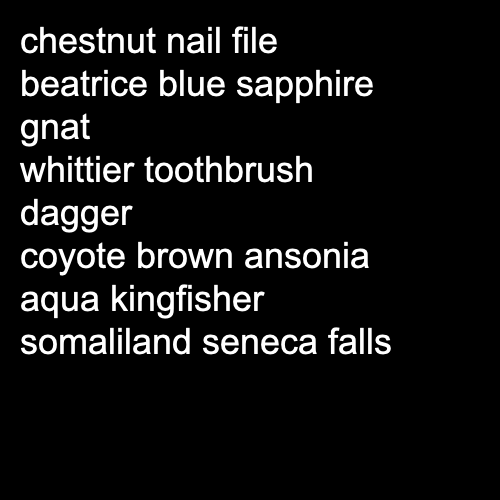 chestnut nail file
beatrice blue sapphire
gnat
whittier toothbrush
dagger
coyote brown ansonia
aqua kingfisher
somaliland seneca falls